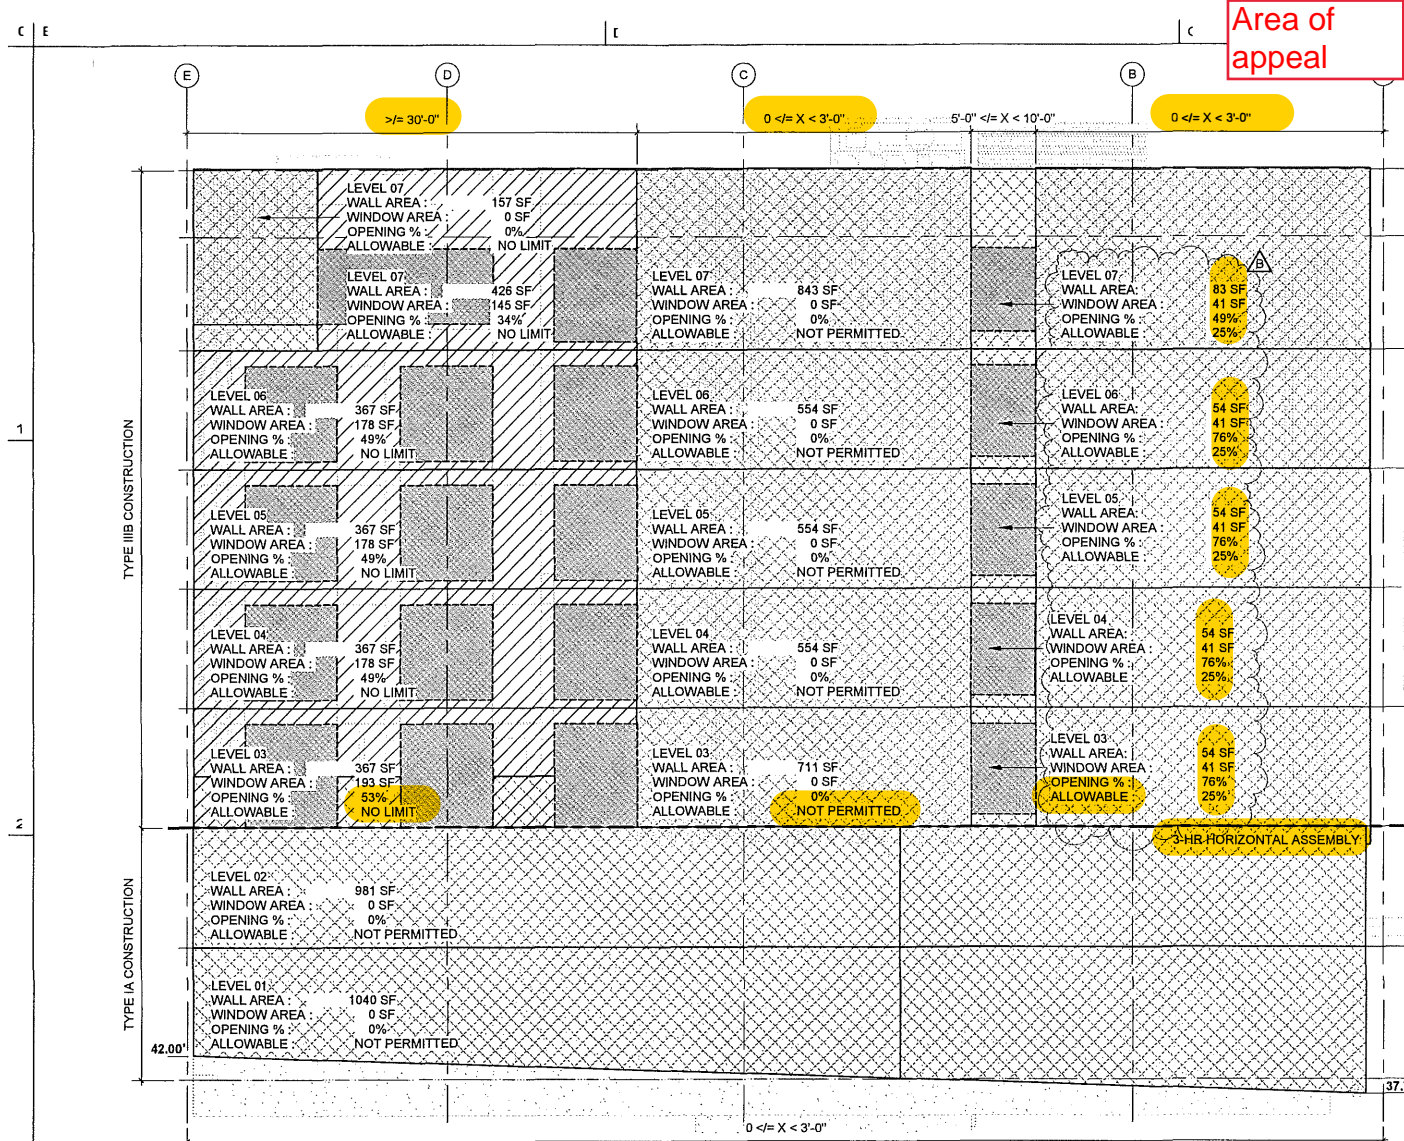 C E
D
C
Area of
appeal
E
D
C
B
>/= 30'-0"
0 </= X < 3'-0"
5'-0" </= X < 10'-0"
0 </= X < 3'-0"
LEVEL 07
WALL AREA : 157 SF
WINDOW AREA : 0 SF
OPENING % : 0%
ALLOWABLE : NO LIMIT
LEVEL 07
WALL AREA : 426 SF
WINDOW AREA : 145 SF
OPENING % : 34%
ALLOWABLE : NO LIMIT
LEVEL 07
WALL AREA : 843 SF
WINDOW AREA : 0 SF
OPENING % : 0%
ALLOWABLE : NOT PERMITTED
B
LEVEL 07
WALL AREA: 83 SF
WINDOW AREA : 41 SF
OPENING % : 49%
ALLOWABLE : 25%
1
TYPE IIIB CONSTRUCTION
LEVEL 06
WALL AREA : 367 SF
WINDOW AREA : 178 SF
OPENING % : 49%
ALLOWABLE : NO LIMIT
LEVEL 06
WALL AREA : 554 SF
WINDOW AREA : 0 SF
OPENING % : 0%
ALLOWABLE : NOT PERMITTED
LEVEL 06
WALL AREA: 54 SF
WINDOW AREA : 41 SF
OPENING % : 76%
ALLOWABLE : 25%
LEVEL 05
WALL AREA : 367 SF
WINDOW AREA : 178 SF
OPENING % : 49%
ALLOWABLE : NO LIMIT
LEVEL 05
WALL AREA : 554 SF
WINDOW AREA : 0 SF
OPENING % : 0%
ALLOWABLE : NOT PERMITTED
LEVEL 05
WALL AREA: 54 SF
WINDOW AREA : 41 SF
OPENING % : 76%
ALLOWABLE : 25%
LEVEL 04
WALL AREA : 367 SF
WINDOW AREA : 178 SF
OPENING % : 49%
ALLOWABLE : NO LIMIT
LEVEL 04
WALL AREA : 554 SF
WINDOW AREA : 0 SF
OPENING % : 0%
ALLOWABLE : NOT PERMITTED
LEVEL 04
WALL AREA: 54 SF
WINDOW AREA : 41 SF
OPENING % : 76%
ALLOWABLE : 25%
LEVEL 03
WALL AREA : 367 SF
WINDOW AREA : 193 SF
OPENING % : 53%
ALLOWABLE : NO LIMIT
LEVEL 03
WALL AREA : 711 SF
WINDOW AREA : 0 SF
OPENING % : 0%
ALLOWABLE : NOT PERMITTED
LEVEL 03
WALL AREA: 54 SF
WINDOW AREA : 41 SF
OPENING % : 76%
ALLOWABLE : 25%
2
3-HR HORIZONTAL ASSEMBLY
TYPE IA CONSTRUCTION
LEVEL 02
WALL AREA : 981 SF
WINDOW AREA : 0 SF
OPENING % : 0%
ALLOWABLE : NOT PERMITTED
LEVEL 01
WALL AREA : 1040 SF
WINDOW AREA : 0 SF
OPENING % : 0%
ALLOWABLE : NOT PERMITTED
42.00'
37.
0 </= X < 3'-0"